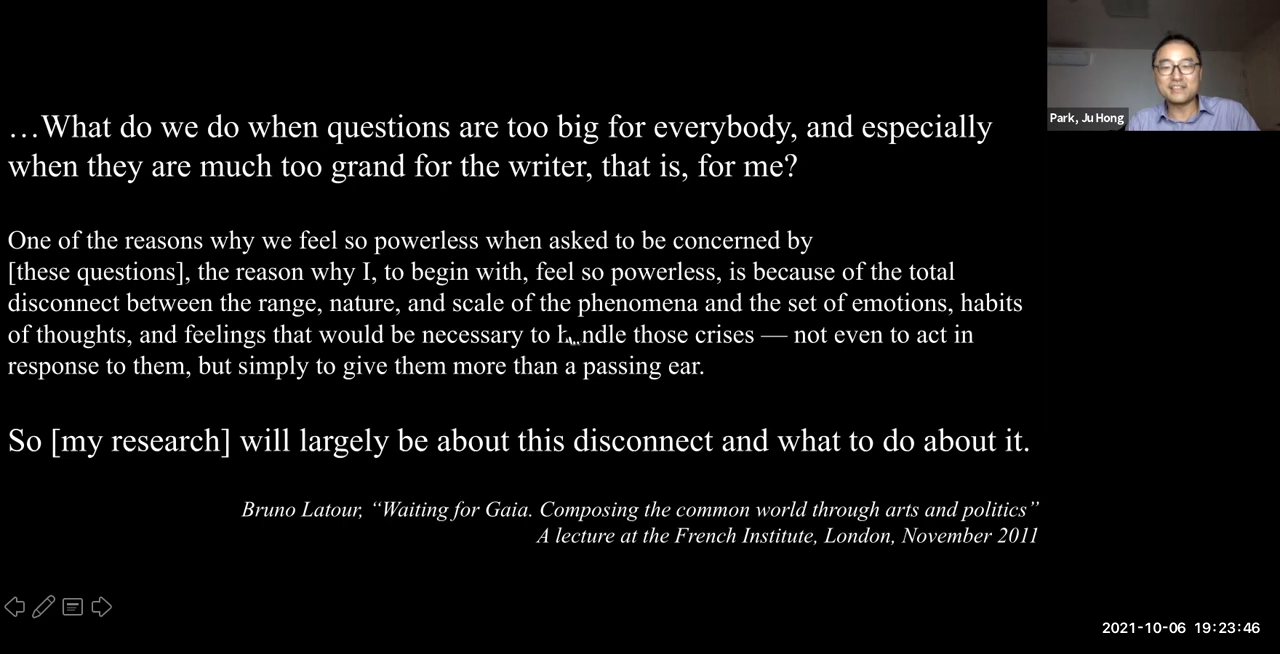 …What do we do when questions are too big for everybody, and especially
when they are much too grand for the writer, that is, for me?
One of the reasons why we feel so powerless when asked to be concerned by
[these questions], the reason why I, to begin with, feel so powerless, is because of the total
disconnect between the range, nature, and scale of the phenomena and the set of emotions, habits
of thoughts, and feelings that would be necessary to handle those crises — not even to act in
response to them, but simply to give them more than a passing ear.
So [my research] will largely be about this disconnect and what to do about it.
Bruno Latour, “Waiting for Gaia. Composing the common world through arts and politics”
A lecture at the French Institute, London, November 2011
Park, Ju Hong
2021-10-06 19:23:46